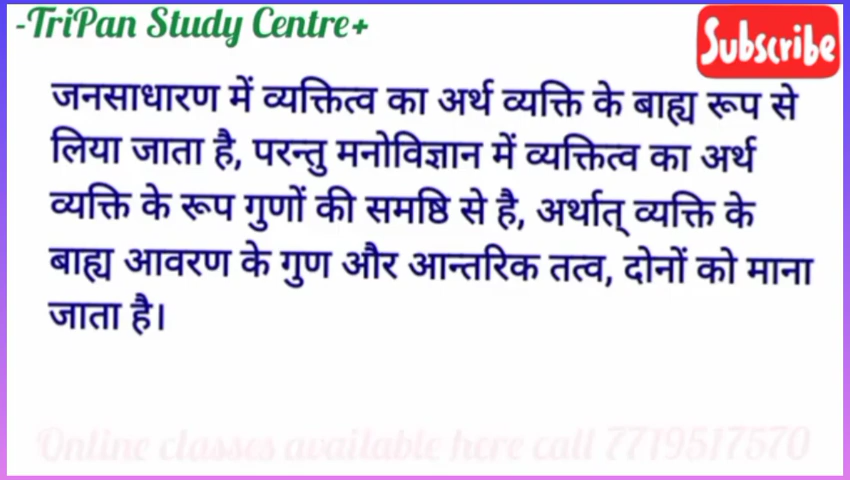 -TriPan Study Centre+
Subscribe
जनसाधारण में व्यक्तित्व का अर्थ व्यक्ति के बाह्य रूप से
लिया जाता है, परन्तु मनोविज्ञान में व्यक्तित्व का अर्थ
व्यक्ति के रूप गुणों की समष्ठि से है, अर्थात् व्यक्ति के
बाह्य आवरण के गुण और आन्तरिक तत्व, दोनों को माना
जाता है।
Online classes available here call 7719517570